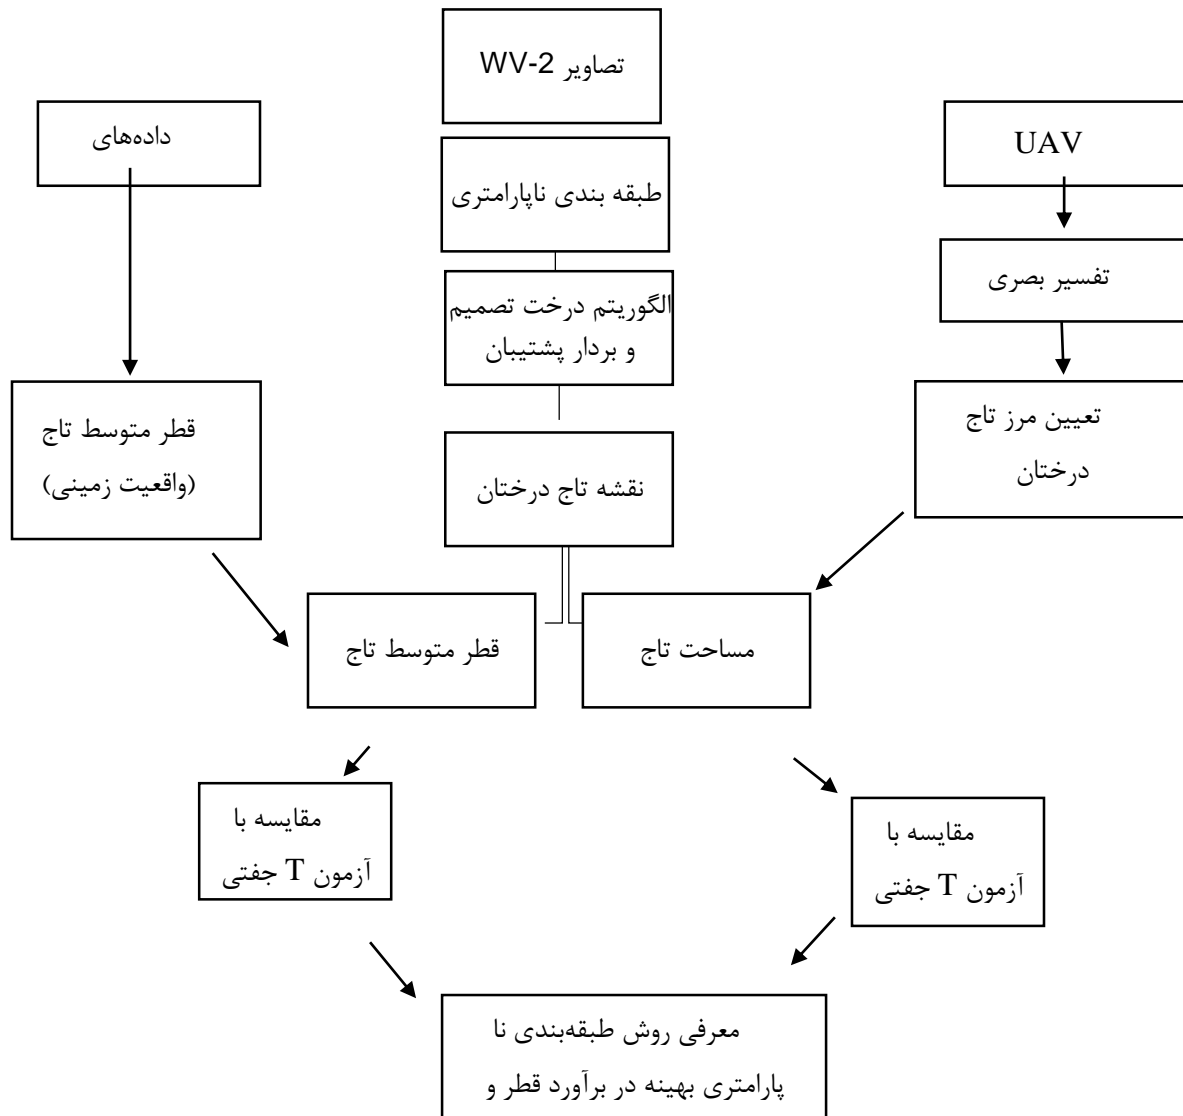 تصاویر WV-2
داده‌های
UAV
طبقه بندی ناپارامتری
تفسیر بصری
الگوریتم درخت تصمیم
و بردار پشتیبان
قطر متوسط تاج
(واقعیت زمینی)
نقشه تاج درختان
تعیین مرز تاج
درختان
قطر متوسط تاج
مساحت تاج
مقایسه با
آزمون T جفتی
مقایسه با
آزمون T جفتی
معرفی روش طبقه‌بندی نا
پارامتری بهینه در برآورد قطر و